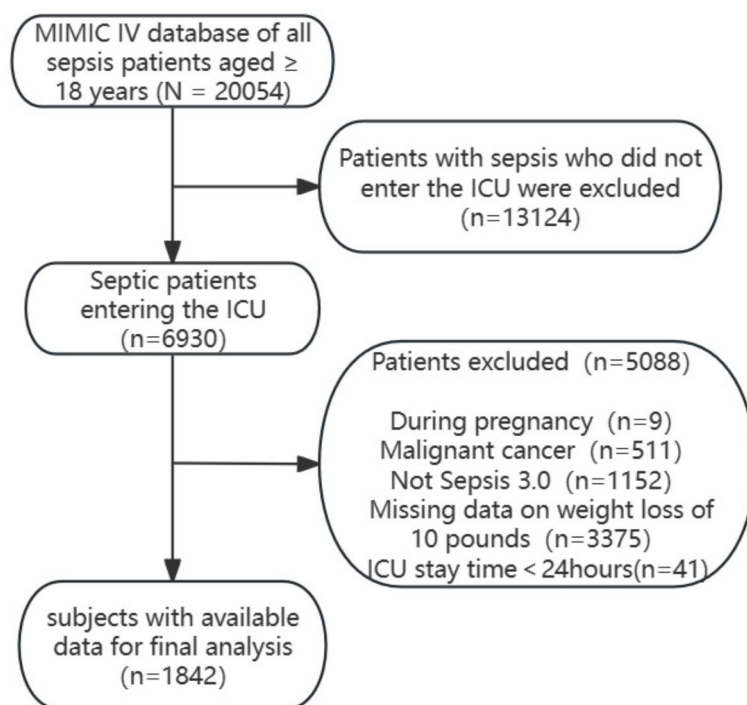 MIMIC IV database of all
sepsis patients aged ≥
18 years (N = 20054)
Patients with sepsis who did not
enter the ICU were excluded
(n=13124)
Septic patients
entering the ICU
(n=6930)
Patients excluded (n=5088)
During pregnancy (n=9)
Malignant cancer (n=511)
Not Sepsis 3.0 (n=1152)
Missing data on weight loss of
10 pounds (n=3375)
ICU stay time < 24hours(n=41)
subjects with available
data for final analysis
(n=1842)